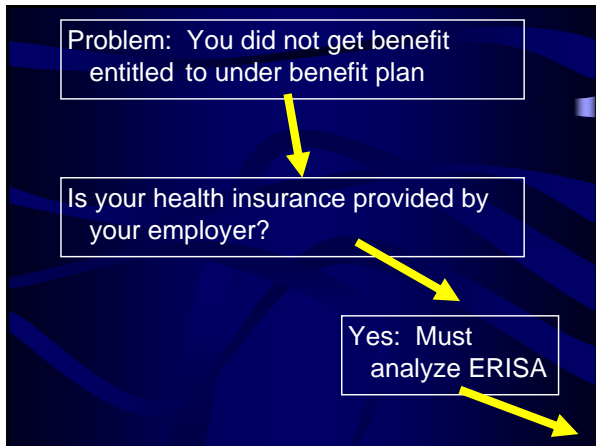 Problem: You did not get benefit
entitled to under benefit plan
Is your health insurance provided by
your employer?
Yes: Must
analyze ERISA